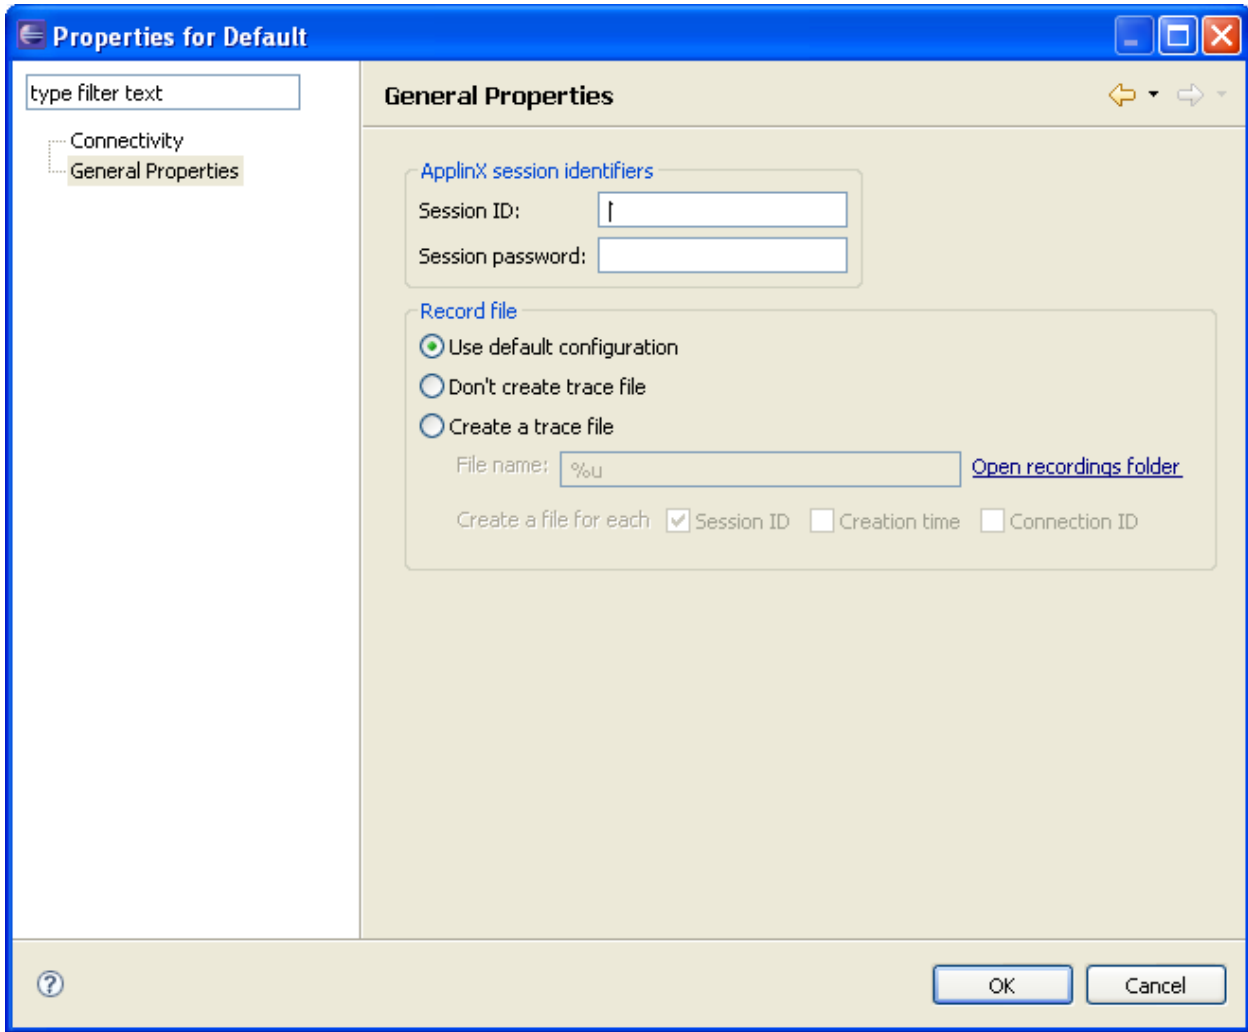 Properties for Default
type filter text
Connectivity
General Properties
General Properties
ApplinX session identifiers
Session ID:
Session password:
Record file
Use default configuration
Don't create trace file
Create a trace file
File name: %u Open recordings folder
Create a file for each Session ID Creation time Connection ID
? OK Cancel